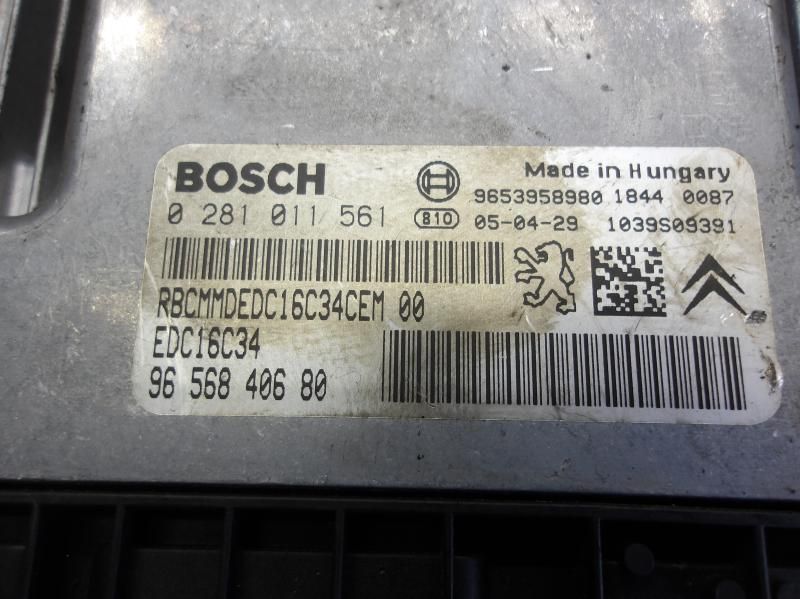 BOSCH
Made in Hungary
9653958980 1844 0087
0 281 011 561
810
05-04-29
1039S09391
RBCMMDEDC16C34CEM 00
EDC16C34
96 568 406 80